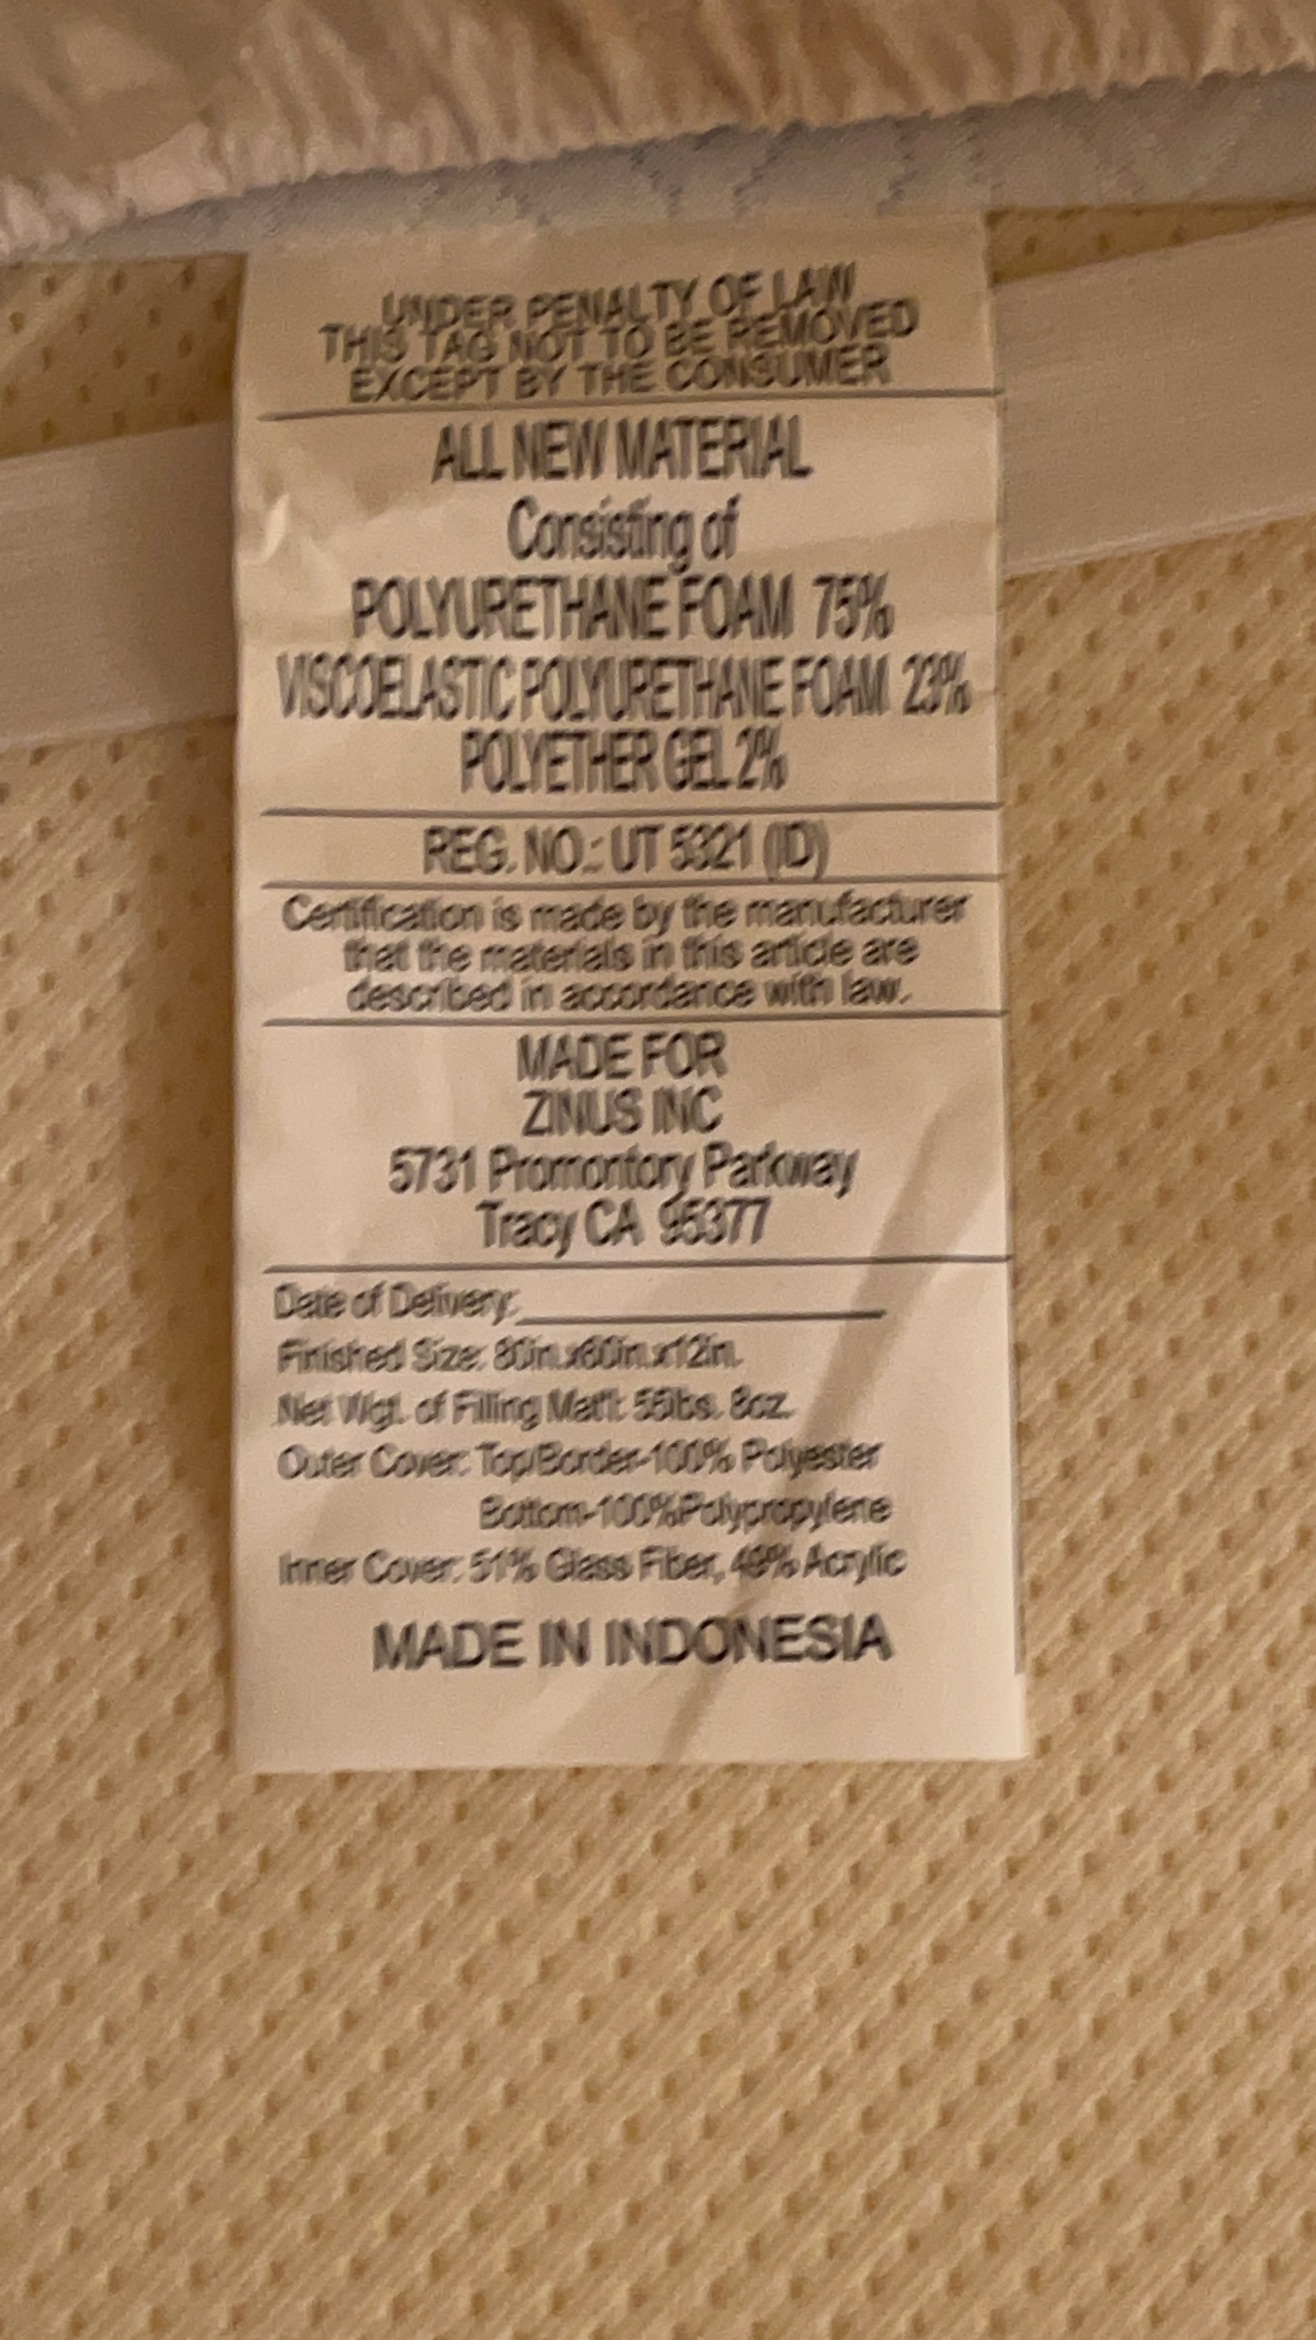 UNDER PENALTY OF LAW
THIS TAG NOT TO BE REMOVED
EXCEPT BY THE CONSUMER
ALL NEW MATERIAL
Consisting of
POLYURETHANE FOAM 75%
VISCOELASTIC POLYURETHANE FOAM 23%
POLYETHER GEL 2%
REG. NO.: UT 5321 (ID)
Certification is made by the manufacturer
that the materials in this article are
described in accordance with law.
MADE FOR
ZINUS INC
5731 Promontory Parkway
Tracy CA 95377
Date of Delivery:
Finished Size: 80in.x60in.x12in.
Net Wgt. of Filling Mat'l: 55lbs. 8oz.
Outer Cover: Top/Border-100% Polyester
Bottom-100%Polypropylene
Inner Cover: 51% Glass Fiber, 49% Acrylic
MADE IN INDONESIA